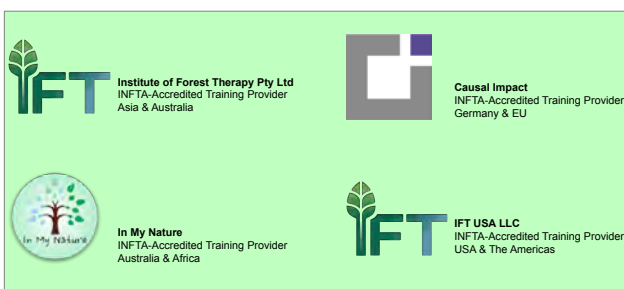 IFT
Institute of Forest Therapy Pty Ltd
INFTA-Accredited Training Provider
Asia & Australia
Causal Impact
INFTA-Accredited Training Provider
Germany & EU
In My Nature
In My Nature
INFTA-Accredited Training Provider
Australia & Africa
IFT
IFT USA LLC
INFTA-Accredited Training Provider
USA & The Americas